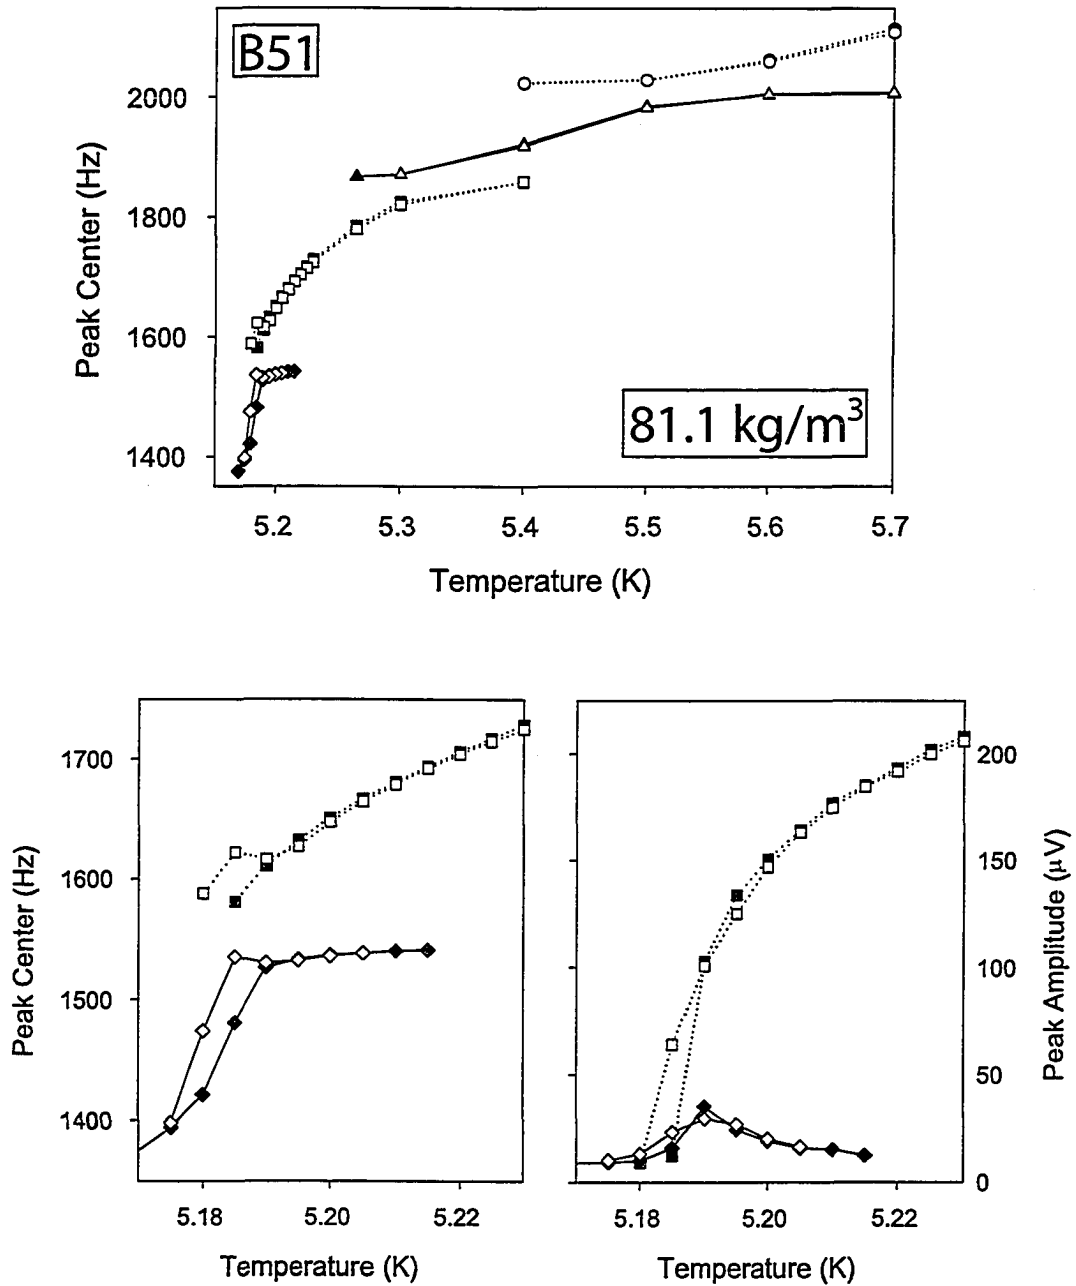 B51
2000
1800
1600
1400
Peak Center (Hz)
81.1 kg/m³
5.2 5.3 5.4 5.5 5.6 5.7
Temperature (K)
1700
1600
1500
1400
Peak Center (Hz)
5.18 5.20 5.22
Temperature (K)
200
150
100
50
0
Peak Amplitude (μV)
5.18 5.20 5.22
Temperature (K)